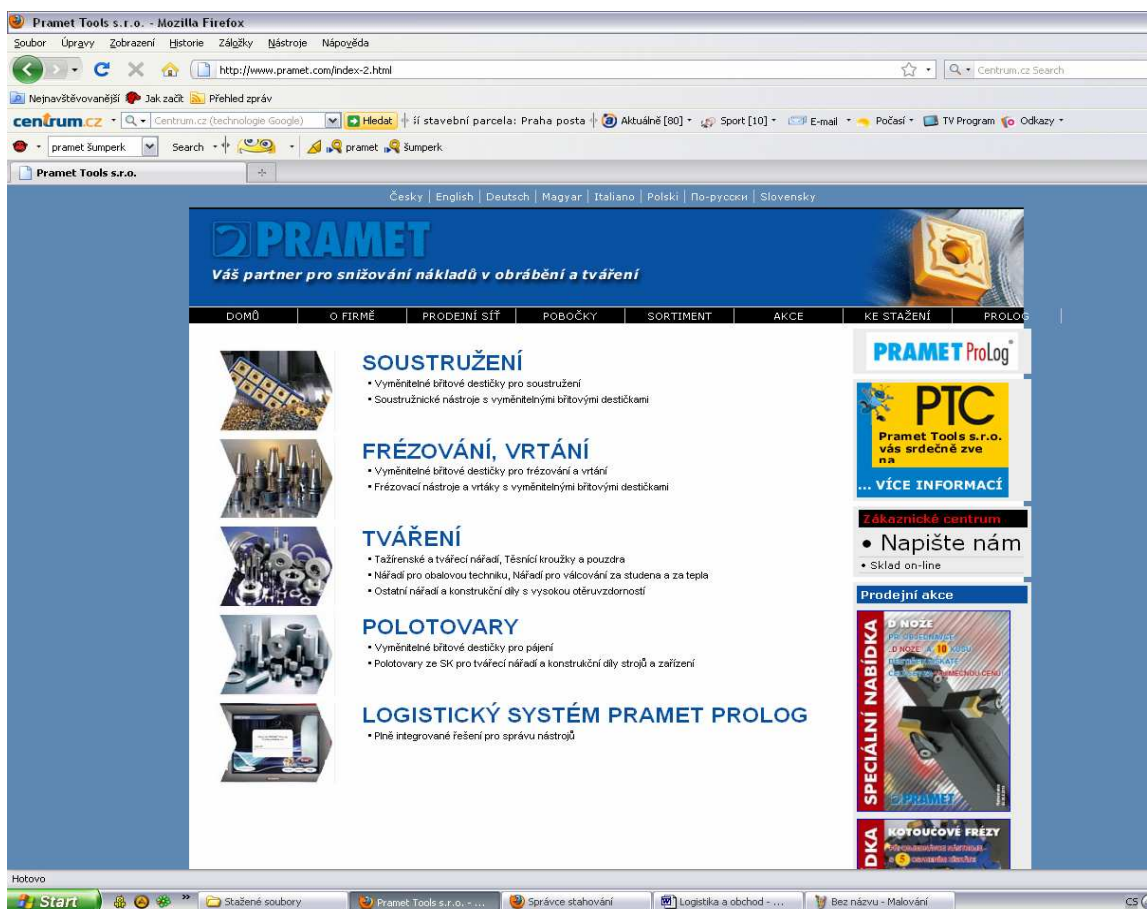 Pramet Tools s.r.o. - Mozilla Firefox
Soubor Úpravy Zobrazení Historie Záložky Nástroje Nápověda
http://www.pramet.com/index-2.html
Centrum.cz Search
Nejnavštěvovanější Jak začít Přehled zpráv
centrum.cz Centrum.cz (technologie Google) Hledat ší stavební parcela: Praha posta Aktuálně [80] Sport [10] E-mail Počasí TV Program Odkazy
pramet šumperk Search pramet šumperk
Pramet Tools s.r.o.
Česky | English | Deutsch | Magyar | Italiano | Polski | По-русски | Slovensky
PRAMET
Váš partner pro snižování nákladů v obrábění a tváření
DOMŮ O FIRMĚ PRODEJNÍ SÍŤ POBOČKY SORTIMENT AKCE KE STAŽENÍ PROLOG
SOUSTRUŽENÍ
• Vyměnitelné břitové destičky pro soustružení
• Soustružnické nástroje s vyměnitelnými břitovými destičkami
FRÉZOVÁNÍ, VRTÁNÍ
• Vyměnitelné břitové destičky pro frézování a vrtání
• Frézovací nástroje a vrtáky s vyměnitelnými břitovými destičkami
TVÁŘENÍ
• Tažírenské a tvářecí nářadí, Těsnící kroužky a pouzdra
• Nářadí pro obalovou techniku, Nářadí pro válcování za studena a za tepla
• Ostatní nářadí a konstrukční díly s vysokou otěruvzdorností
POLOTOVARY
• Vyměnitelné břitové destičky pro pájení
• Polotovary ze SK pro tvářecí nářadí a konstrukční díly strojů a zařízení
LOGISTICKÝ SYSTÉM PRAMET PROLOG
• Plně integrované řešení pro správu nástrojů
PRAMET ProLog
PTC
Pramet Tools s.r.o.
vás srdečně zve
na
... VÍCE INFORMACÍ
Zákaznické centrum
• Napište nám
• Sklad on-line
Prodejní akce
SPECIÁLNÍ NABÍDKA
D NOŽE
PRAMET
DKA
KOTOUČOVÉ FRÉZY
Hotovo
Start Stažené soubory Pramet Tools s.r.o. - ... Správce stahování Logistika a obchod - ... Bez názvu - Malování CS